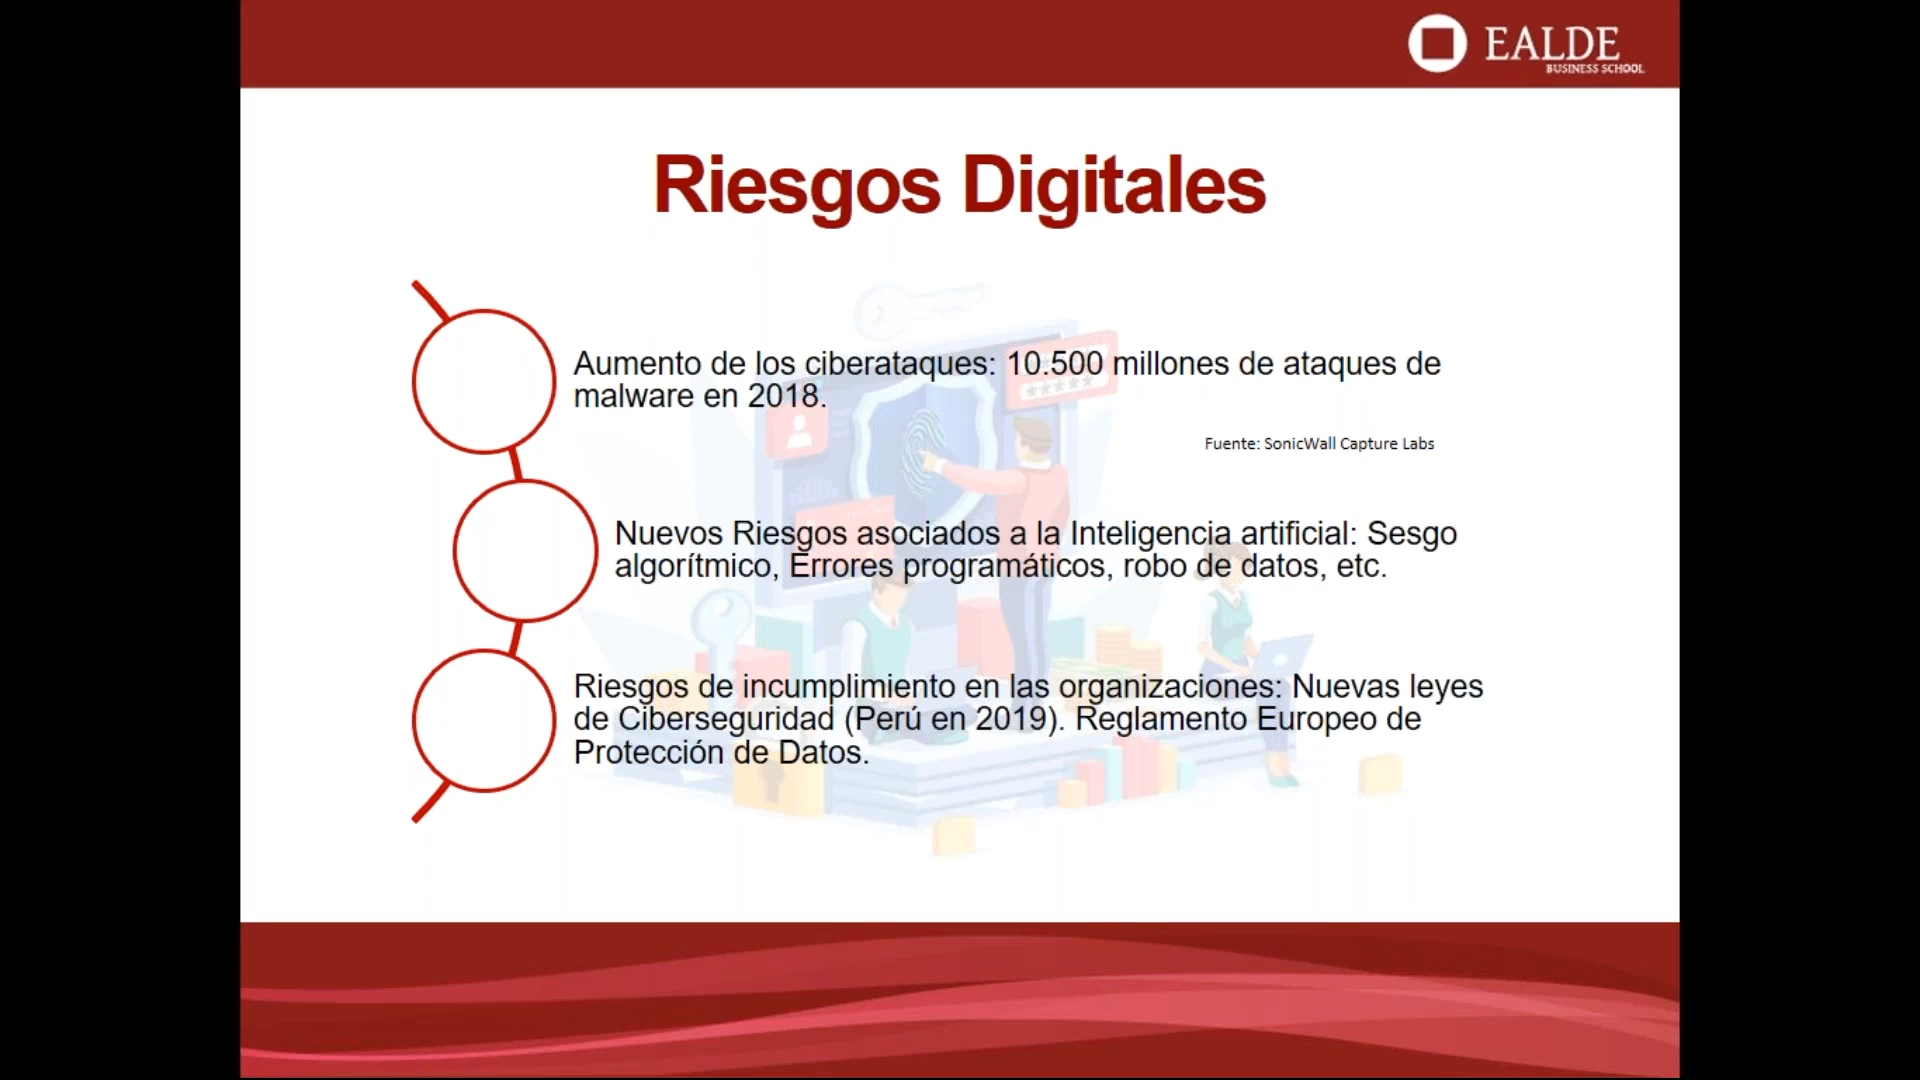 EALDE
BUSINESS SCHOOL
Riesgos Digitales
Aumento de los ciberataques: 10.500 millones de ataques de
malware en 2018.
Fuente: SonicWall Capture Labs
Nuevos Riesgos asociados a la Inteligencia artificial: Sesgo
algorítmico, Errores programáticos, robo de datos, etc.
Riesgos de incumplimiento en las organizaciones: Nuevas leyes
de Ciberseguridad (Perú en 2019). Reglamento Europeo de
Protección de Datos.